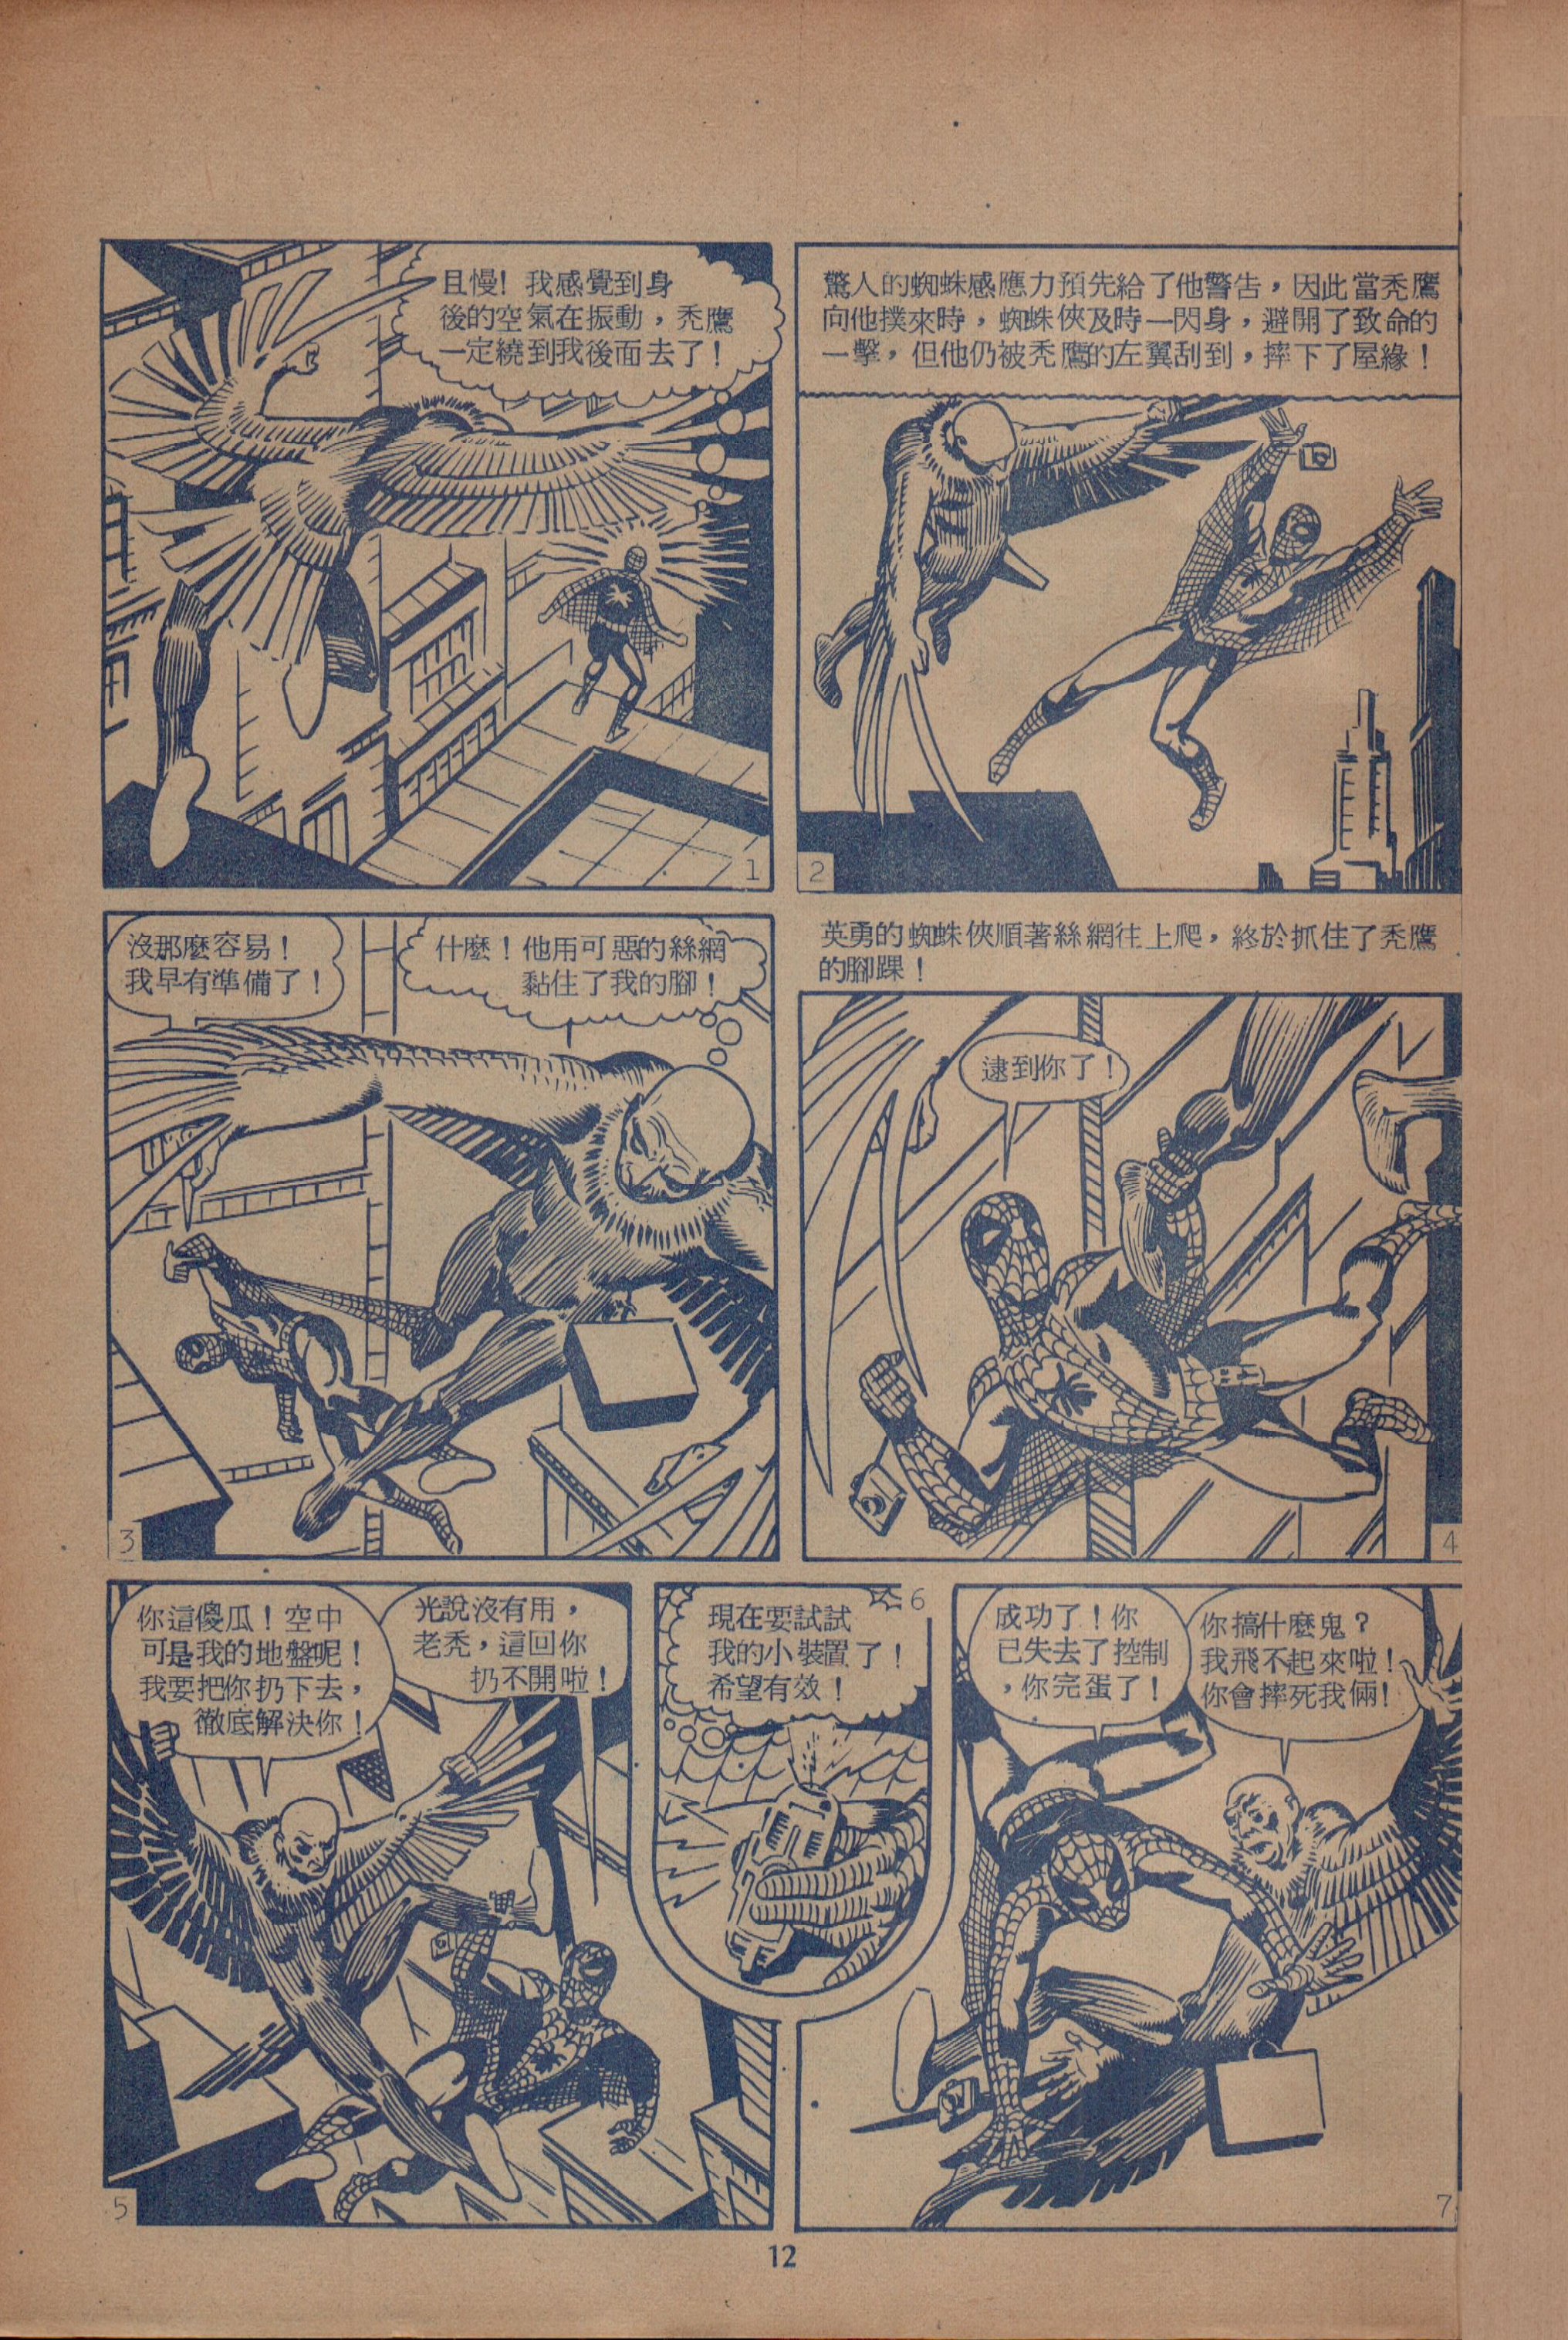 且慢！我感覺到身
後的空氣在振動，禿鷹
一定繞到我後面去了！
1
驚人的蜘蛛感應力預先給了他警告，因此當禿鷹
向他撲來時，蜘蛛俠及時一閃身，避開了致命的
一擊，但他仍被禿鷹的左翼刮到，摔下了屋緣！
2
沒那麼容易！
我早有準備了！
什麼！他用可惡的絲網
黏住了我的腳！
3
英勇的蜘蛛俠順著絲網往上爬，終於抓住了禿鷹
的腳踝！
逮到你了！
4
你這傻瓜！空中
可是我的地盤呢！
我要把你扔下去，
徹底解決你！
光說沒有用，
老禿，這回你
扔不開啦！
5
6
現在要試試
我的小裝置了！
希望有效！
成功了！你
已失去了控制
，你完蛋了！
你搞什麼鬼？
我飛不起來啦！
你會摔死我倆！
7
12